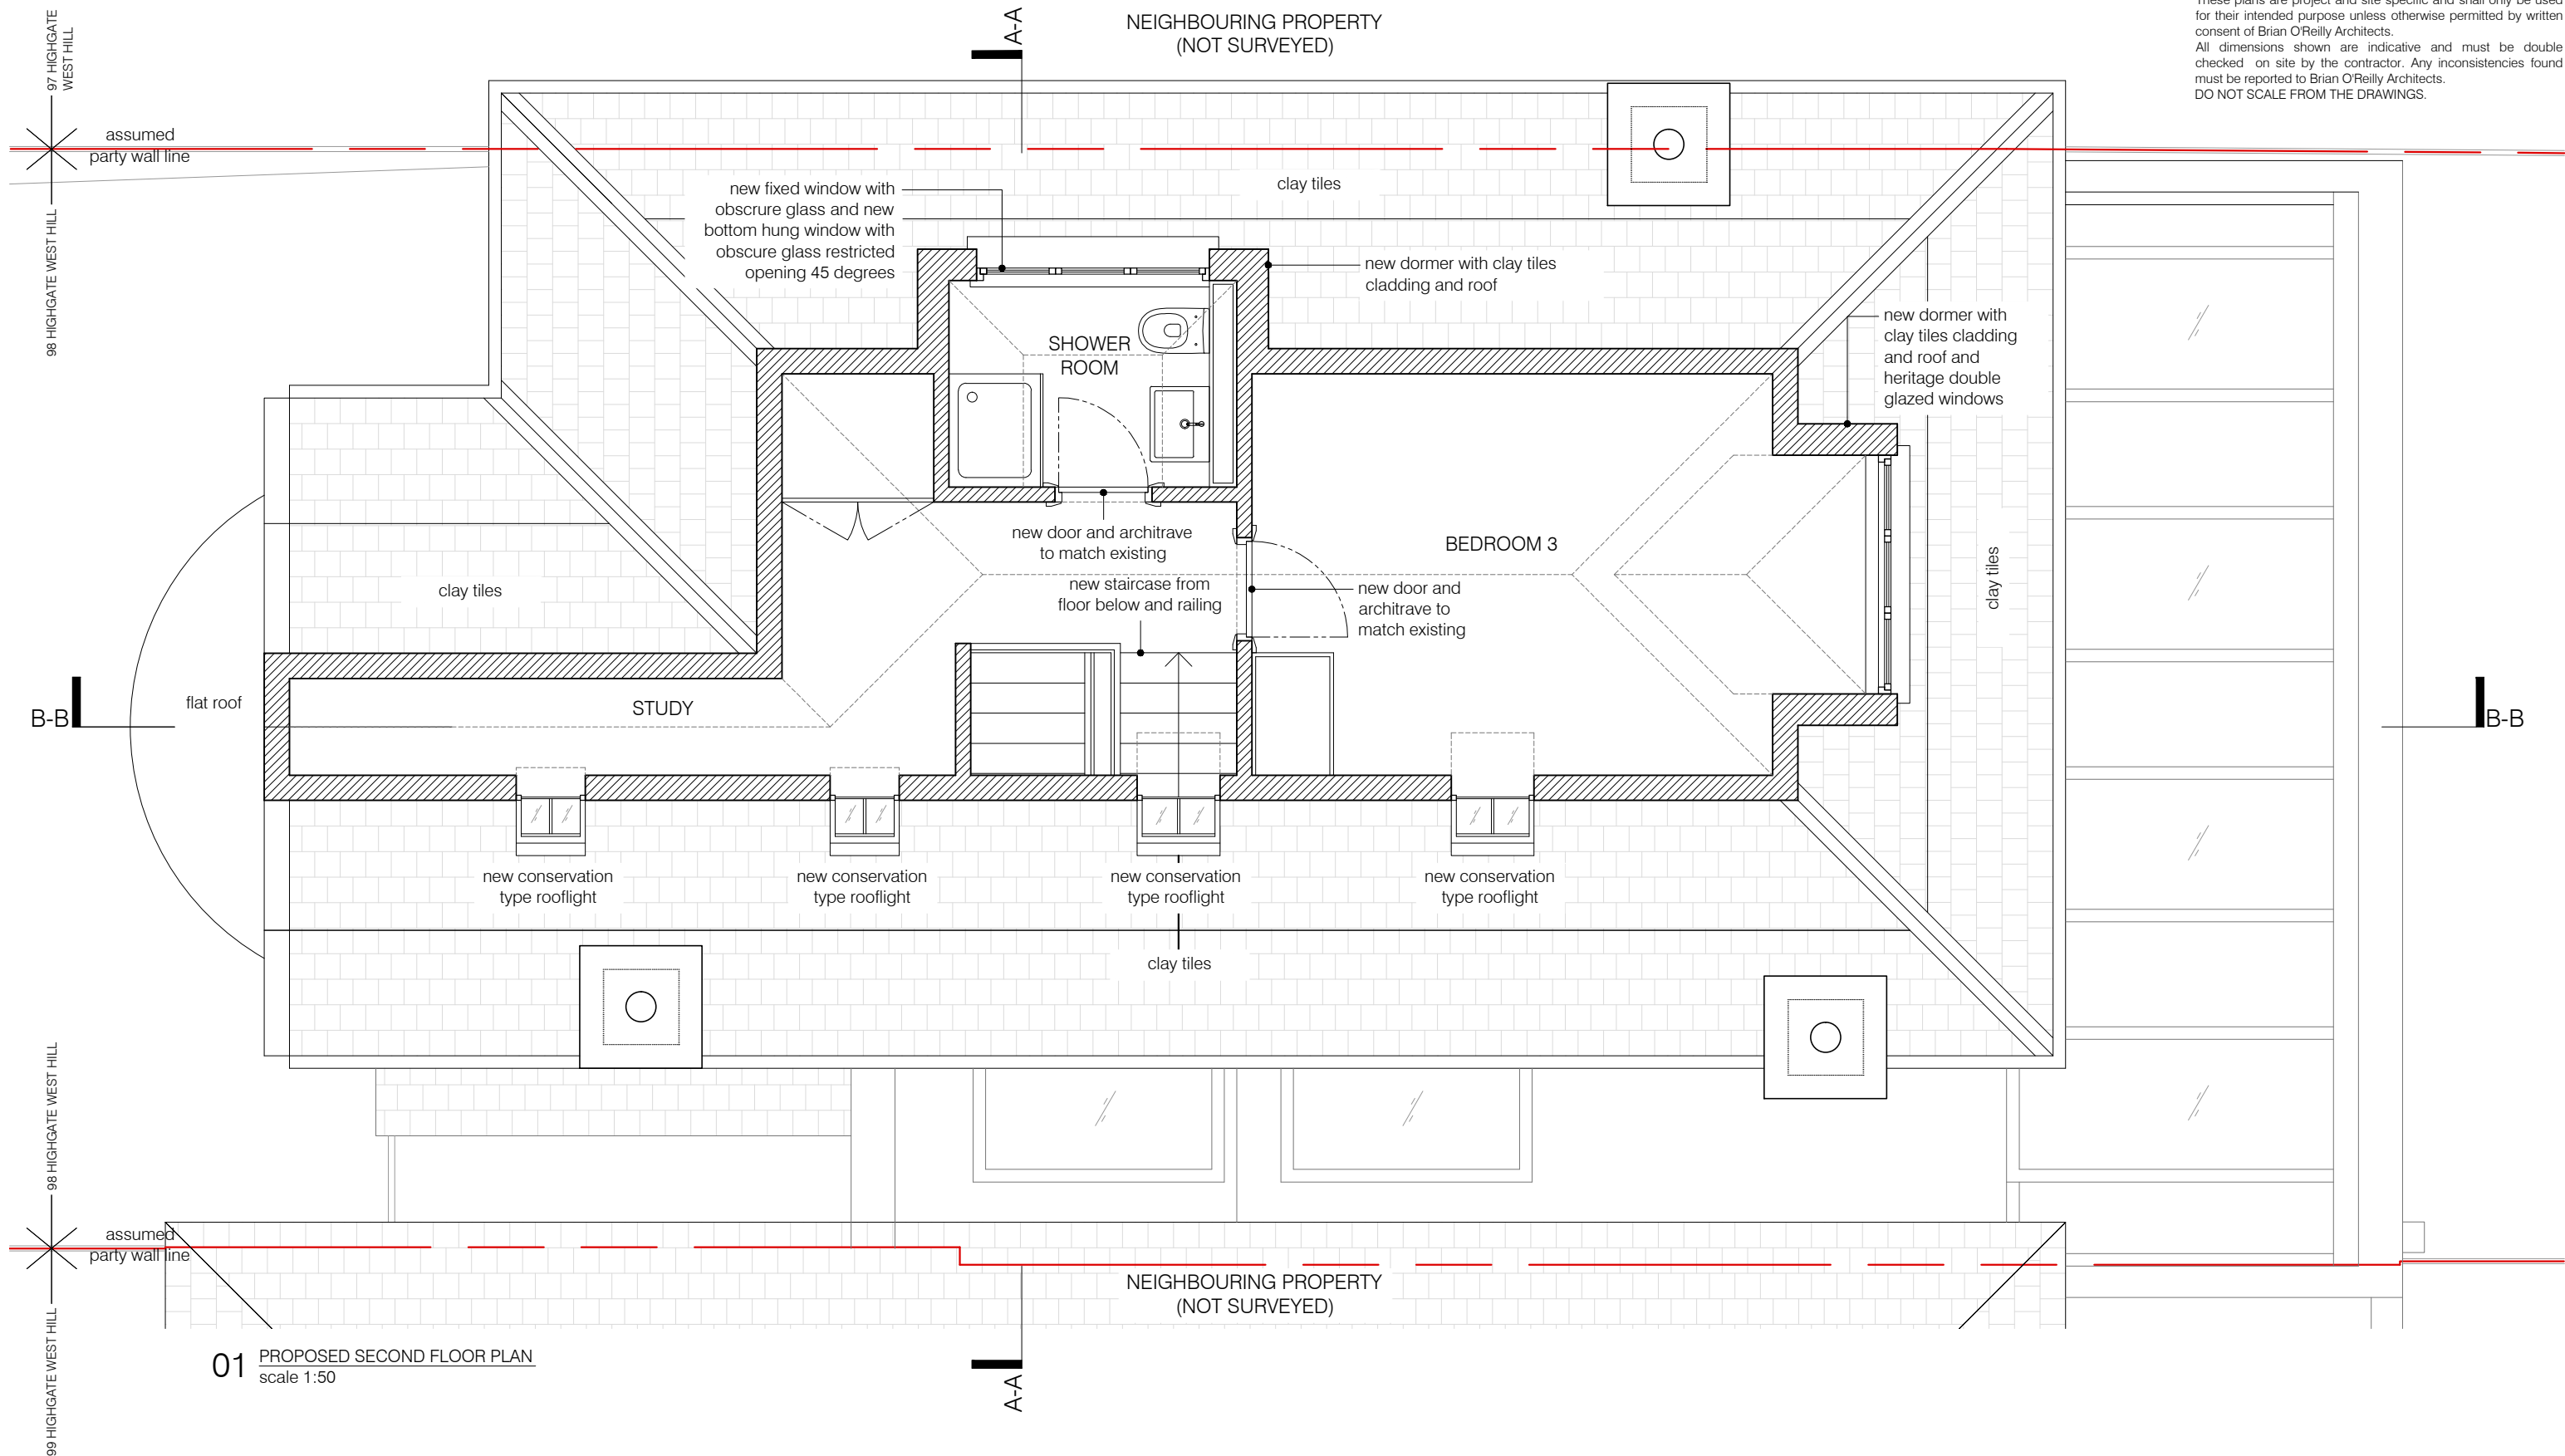 These plans are project and site specific and shall only be used
for their intended purpose unless otherwise permitted by written
consent of Brian O'Reilly Architects.
All dimensions shown are indicative and must be double
checked on site by the contractor. Any inconsistencies found
must be reported to Brian O'Reilly Architects.
DO NOT SCALE FROM THE DRAWINGS.
A-A
NEIGHBOURING PROPERTY
(NOT SURVEYED)
97 HIGHGATE
WEST HILL
assumed
party wall line
98 HIGHGATE WEST HILL
clay tiles
new fixed window with
obscrure glass and new
bottom hung window with
obscure glass restricted
opening 45 degrees
new dormer with clay tiles
cladding and roof
new dormer with
clay tiles cladding
and roof and
heritage double
glazed windows
SHOWER
ROOM
new door and architrave
to match existing
BEDROOM 3
new staircase from
floor below and railing
new door and
architrave to
match existing
clay tiles
clay tiles
flat roof
STUDY
B-B
B-B
new conservation
type rooflight
new conservation
type rooflight
new conservation
type rooflight
new conservation
type rooflight
clay tiles
98 HIGHGATE WEST HILL
assumed
party wall line
99 HIGHGATE WEST HILL
NEIGHBOURING PROPERTY
(NOT SURVEYED)
01 PROPOSED SECOND FLOOR PLAN
scale 1:50
A-A